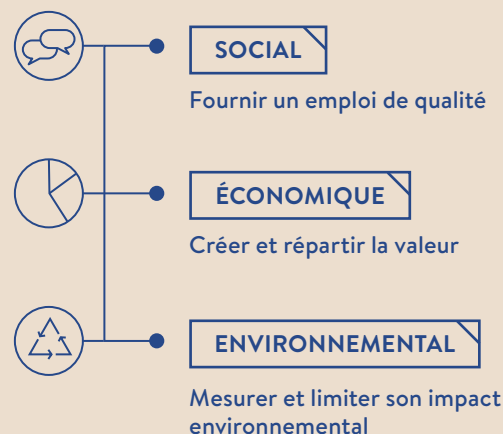 SOCIAL
Fournir un emploi de qualité
ÉCONOMIQUE
Créer et répartir la valeur
ENVIRONNEMENTAL
Mesurer et limiter son impact
environnemental